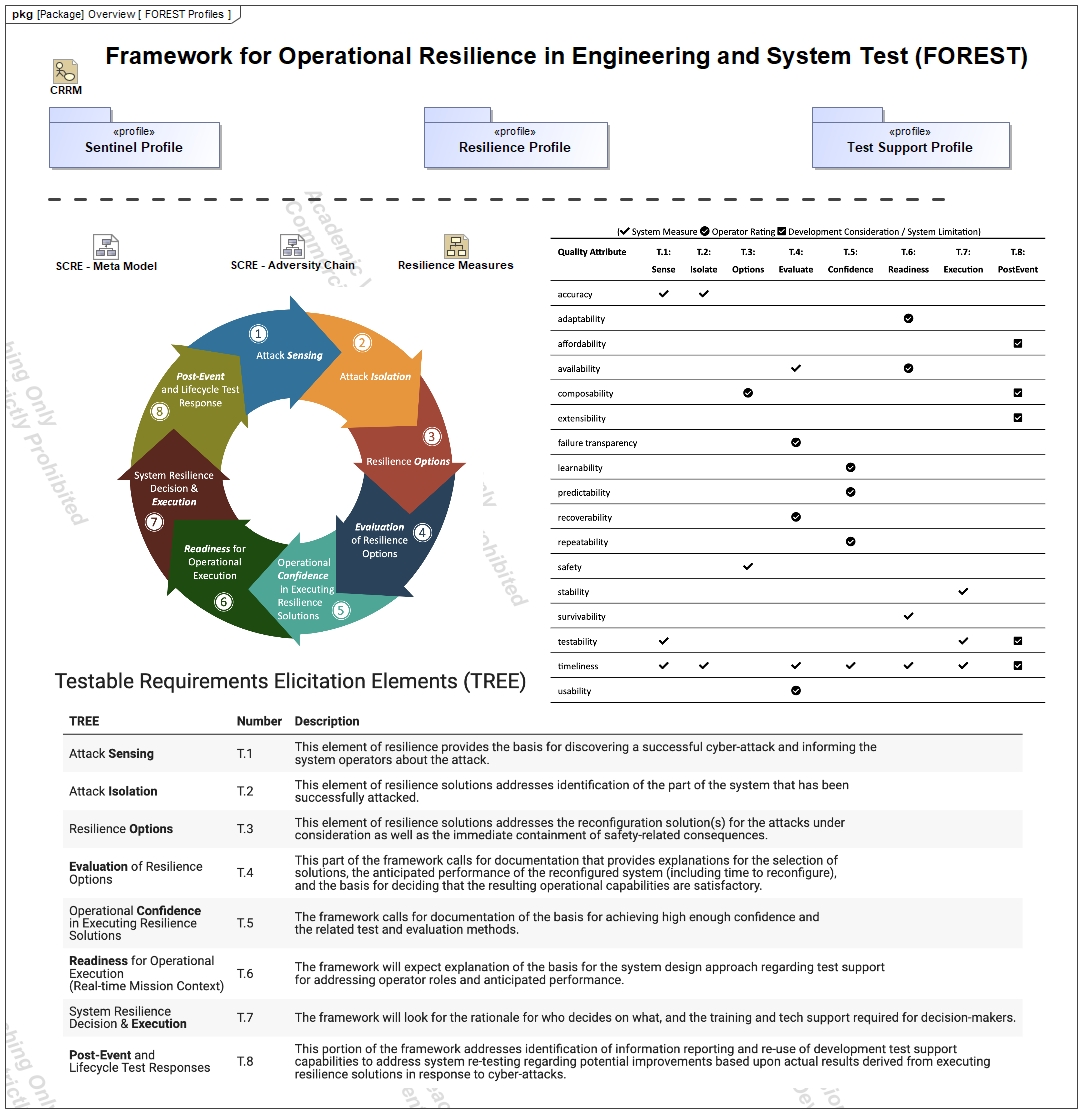 pkg [Package] Overview [ FOREST Profiles ]
Framework for Operational Resilience in Engineering and System Test (FOREST)
CRRM
«profile»
Sentinel Profile
«profile»
Resilience Profile
«profile»
Test Support Profile
SCRE - Meta Model
SCRE - Adversity Chain
Resilience Measures
Academic
1
Attack Sensing
2
Attack Isolation
3
Resilience Options
4
Evaluation
of Resilience
Options
5
Operational
Confidence
in Executing
Resilience
Solutions
6
Readiness for
Operational
Execution
7
System Resilience
Decision &
Execution
8
Post-Event
and Lifecycle Test
Response
(✔ System Measure Operator Rating Development Consideration / System Limitation)
Quality Attribute T.1: T.2: T.3: T.4: T.5: T.6: T.7: T.8:
Sense Isolate Options Evaluate Confidence Readiness Execution PostEvent
accuracy
adaptability
affordability
availability
composability
extensibility
failure transparency
learnability
predictability
recoverability
repeatability
safety
stability
survivability
testability
timeliness
usability
Testable Requirements Elicitation Elements (TREE)
TREE Number Description
Attack Sensing T.1 This element of resilience provides the basis for discovering a successful cyber-attack and informing the
system operators about the attack.
Attack Isolation T.2 This element of resilience solutions addresses identification of the part of the system that has been
successfully attacked.
Resilience Options T.3 This element of resilience solutions addresses the reconfiguration solution(s) for the attacks under
consideration as well as the immediate containment of safety-related consequences.
Evaluation of Resilience
Options
T.4
This part of the framework calls for documentation that provides explanations for the selection of
solutions, the anticipated performance of the reconfigured system (including time to reconfigure),
and the basis for deciding that the resulting operational capabilities are satisfactory.
Operational Confidence
in Executing Resilience
Solutions
T.5
The framework calls for documentation of the basis for achieving high enough confidence and
the related test and evaluation methods.
Readiness for Operational
Execution
(Real-time Mission Context)
T.6
The framework will expect explanation of the basis for the system design approach regarding test support
for addressing operator roles and anticipated performance.
System Resilience
Decision & Execution
T.7
The framework will look for the rationale for who decides on what, and the training and tech support required for decision-makers.
Post-Event and
Lifecycle Test Responses
T.8
This portion of the framework addresses identification of information reporting and re-use of development test support
capabilities to address system re-testing regarding potential improvements based upon actual results derived from executing
resilience solutions in response to cyber-attacks.